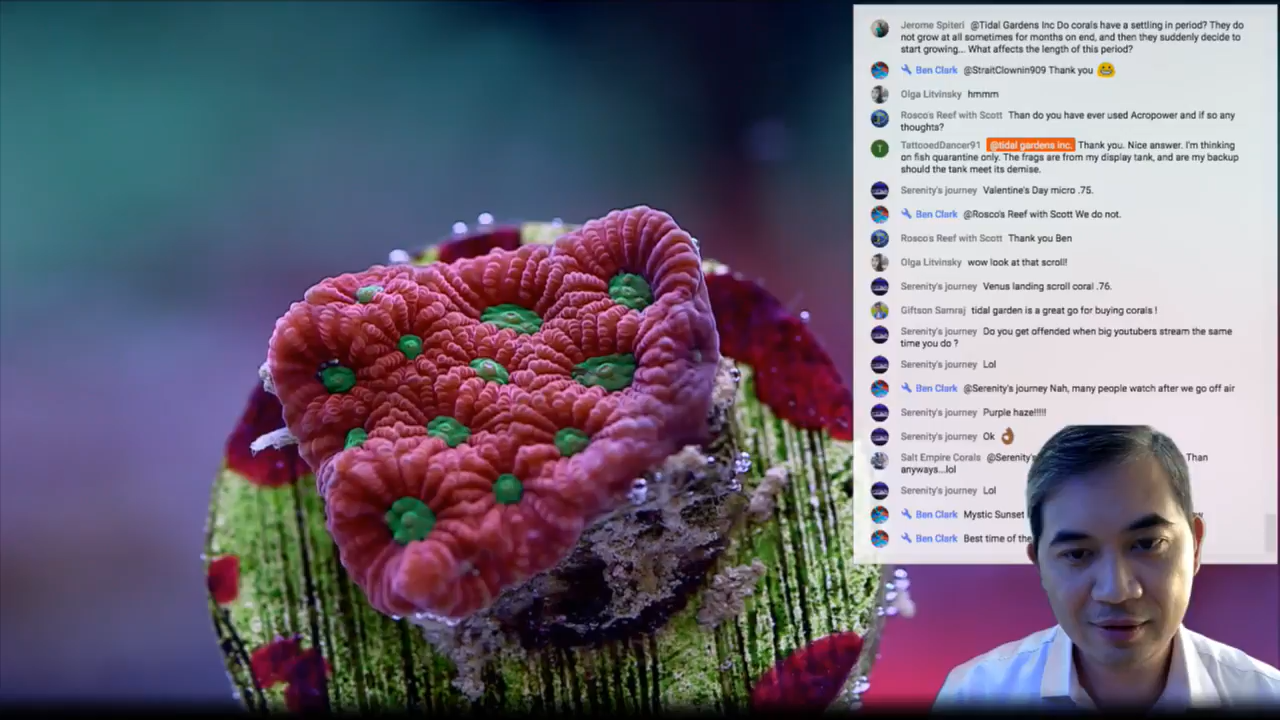 Jerome Spiteri @Tidal Gardens Inc Do corals have a settling in period? They do
not grow at all sometimes for months on end, and then they suddenly decide to
start growing... What affects the length of this period?
Ben Clark @StraitClownin909 Thank you
Olga Litvinsky hmmm
Rosco's Reef with Scott Than do you have ever used Acropower and if so any
thoughts?
T
TattooedDancer91 @tidal gardens inc. Thank you. Nice answer. I'm thinking
on fish quarantine only. The frags are from my display tank, and are my backup
should the tank meet its demise.
Serenity's journey Valentine's Day micro .75.
Ben Clark @Rosco's Reef with Scott We do not.
Rosco's Reef with Scott Thank you Ben
Olga Litvinsky wow look at that scroll!
Serenity's journey Venus landing scroll coral .76.
Giftson Samraj tidal garden is a great go for buying corals !
Serenity's journey Do you get offended when big youtubers stream the same
time you do ?
Serenity's journey Lol
Ben Clark @Serenity's journey Nah, many people watch after we go off air
Serenity's journey Purple haze!!!!!
Serenity's journey Ok
Salt Empire Corals @Serenity's Than
anyways...lol
Serenity's journey Lol
Ben Clark Mystic Sunset
Ben Clark Best time of the